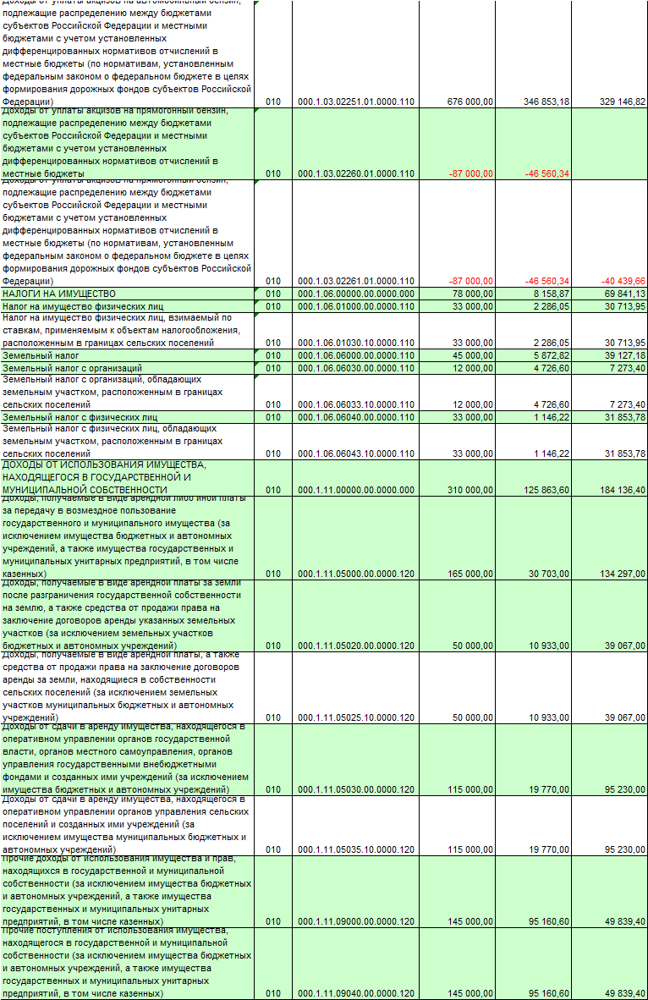 Доходы от уплаты акцизов на автомобильный бензин,
подлежащие распределению между бюджетами
субъектов Российской Федерации и местными
бюджетами с учетом установленных
дифференцированных нормативов отчислений в
местные бюджеты (по нормативам, установленным
федеральным законом о федеральном бюджете в целях
формирования дорожных фондов субъектов Российской
Федерации) 010 000.1.03.02251.01.0000.110 676 000,00 346 853,18 329 146,82
Доходы от уплаты акцизов на прямогонный бензин,
подлежащие распределению между бюджетами
субъектов Российской Федерации и местными
бюджетами с учетом установленных
дифференцированных нормативов отчислений в
местные бюджеты 010 000.1.03.02260.01.0000.110 -87 000,00 -46 560,34
Доходы от уплаты акцизов на прямогонный бензин,
подлежащие распределению между бюджетами
субъектов Российской Федерации и местными
бюджетами с учетом установленных
дифференцированных нормативов отчислений в
местные бюджеты (по нормативам, установленным
федеральным законом о федеральном бюджете в целях
формирования дорожных фондов субъектов Российской
Федерации) 010 000.1.03.02261.01.0000.110 -87 000,00 -46 560,34 -40 439,66
НАЛОГИ НА ИМУЩЕСТВО 010 000.1.06.00000.00.0000.000 78 000,00 8 158,87 69 841,13
Налог на имущество физических лиц 010 000.1.06.01000.00.0000.110 33 000,00 2 286,05 30 713,95
Налог на имущество физических лиц, взимаемый по
ставкам, применяемым к объектам налогообложения,
расположенным в границах сельских поселений 010 000.1.06.01030.10.0000.110 33 000,00 2 286,05 30 713,95
Земельный налог 010 000.1.06.06000.00.0000.110 45 000,00 5 872,82 39 127,18
Земельный налог с организаций 010 000.1.06.06030.00.0000.110 12 000,00 4 726,60 7 273,40
Земельный налог с организаций, обладающих
земельным участком, расположенным в границах
сельских поселений 010 000.1.06.06033.10.0000.110 12 000,00 4 726,60 7 273,40
Земельный налог с физических лиц 010 000.1.06.06040.00.0000.110 33 000,00 1 146,22 31 853,78
Земельный налог с физических лиц, обладающих
земельным участком, расположенным в границах
сельских поселений 010 000.1.06.06043.10.0000.110 33 000,00 1 146,22 31 853,78
ДОХОДЫ ОТ ИСПОЛЬЗОВАНИЯ ИМУЩЕСТВА,
НАХОДЯЩЕГОСЯ В ГОСУДАРСТВЕННОЙ И
МУНИЦИПАЛЬНОЙ СОБСТВЕННОСТИ 010 000.1.11.00000.00.0000.000 310 000,00 125 863,60 184 136,40
Доходы, получаемые в виде арендной либо иной платы
за передачу в возмездное пользование
государственного и муниципального имущества (за
исключением имущества бюджетных и автономных
учреждений, а также имущества государственных и
муниципальных унитарных предприятий, в том числе
казенных) 010 000.1.11.05000.00.0000.120 165 000,00 30 703,00 134 297,00
Доходы, получаемые в виде арендной платы за земли
после разграничения государственной собственности
на землю, а также средства от продажи права на
заключение договоров аренды указанных земельных
участков (за исключением земельных участков
бюджетных и автономных учреждений) 010 000.1.11.05020.00.0000.120 50 000,00 10 933,00 39 067,00
Доходы, получаемые в виде арендной платы, а также
средства от продажи права на заключение договоров
аренды за земли, находящиеся в собственности
сельских поселений (за исключением земельных
участков муниципальных бюджетных и автономных
учреждений) 010 000.1.11.05025.10.0000.120 50 000,00 10 933,00 39 067,00
Доходы от сдачи в аренду имущества, находящегося в
оперативном управлении органов государственной
власти, органов местного самоуправления, органов
управления государственными внебюджетными
фондами и созданных ими учреждений (за исключением
имущества бюджетных и автономных учреждений) 010 000.1.11.05030.00.0000.120 115 000,00 19 770,00 95 230,00
Доходы от сдачи в аренду имущества, находящегося в
оперативном управлении органов управления сельских
поселений и созданных ими учреждений (за
исключением имущества муниципальных бюджетных и
автономных учреждений) 010 000.1.11.05035.10.0000.120 115 000,00 19 770,00 95 230,00
Прочие доходы от использования имущества и прав,
находящихся в государственной и муниципальной
собственности (за исключением имущества бюджетных
и автономных учреждений, а также имущества
государственных и муниципальных унитарных
предприятий, в том числе казенных) 010 000.1.11.09000.00.0000.120 145 000,00 95 160,60 49 839,40
Прочие поступления от использования имущества,
находящегося в государственной и муниципальной
собственности (за исключением имущества бюджетных
и автономных учреждений, а также имущества
государственных и муниципальных унитарных
предприятий, в том числе казенных) 010 000.1.11.09040.00.0000.120 145 000,00 95 160,60 49 839,40